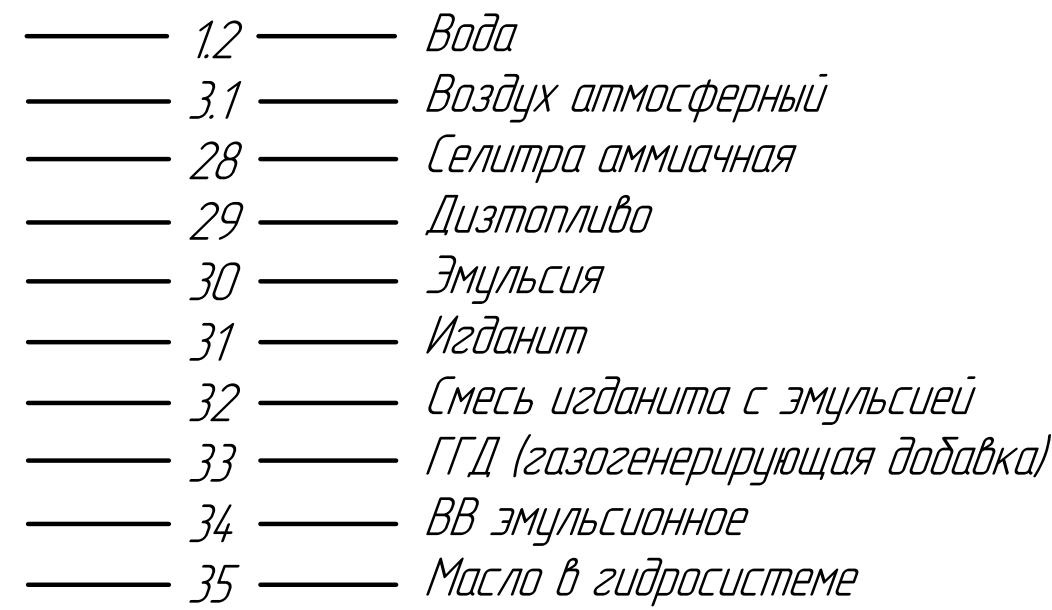 1.2 Вода
3.1 Воздух атмосферный
28 Селитра аммиачная
29 Дизтопливо
30 Эмульсия
31 Игданит
32 Смесь игданита с эмульсией
33 ГГД (газогенерирующая добавка)
34 ВВ эмульсионное
35 Масло в гидросистеме